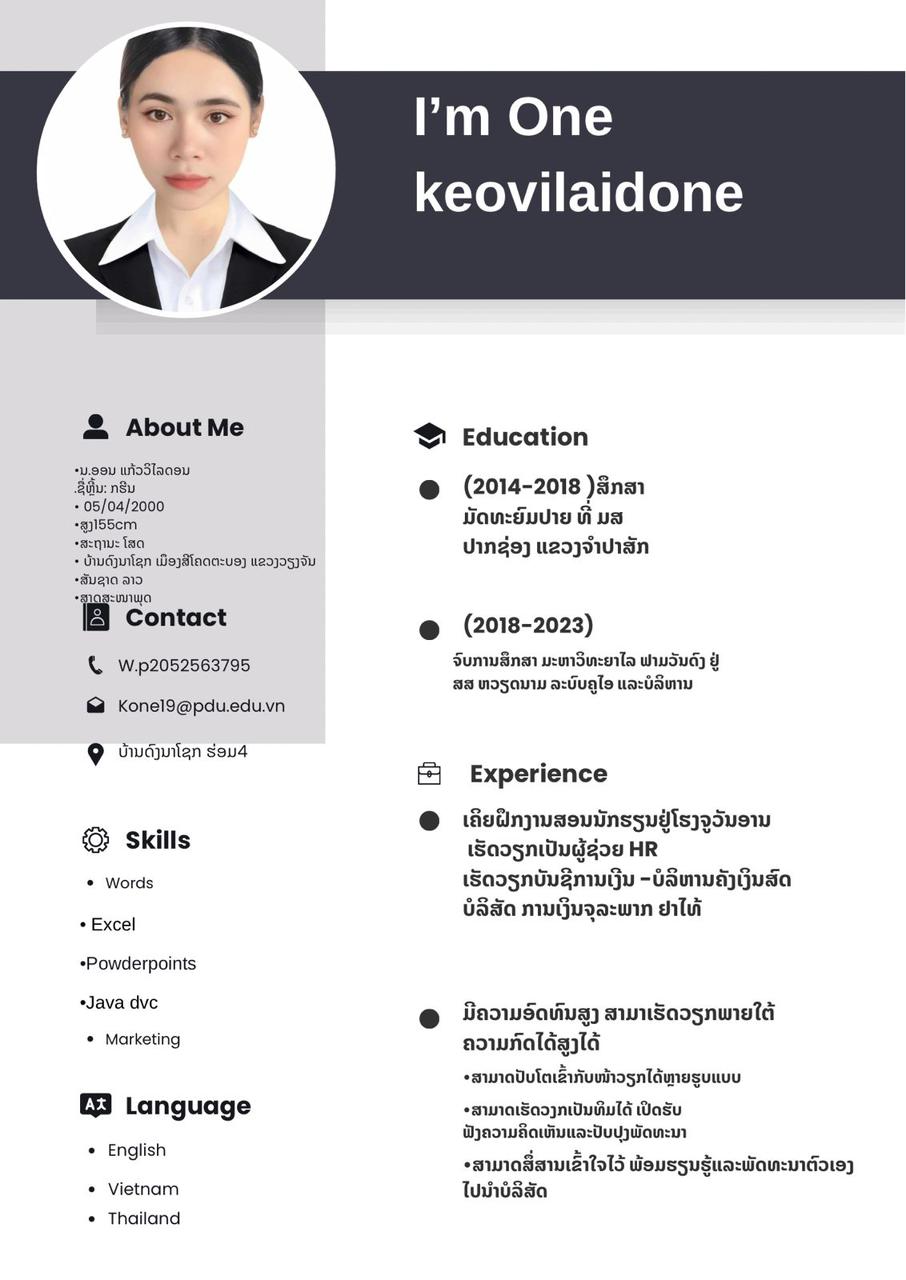 I'm One
keovilaidone
About Me
•ນ.ອອນ ແກ້ວວິໄລດອນ
.ຊື່ຫຼິ້ນ: ກຣີນ
• 05/04/2000
•ສູງ155cm
•ສະຖານະ ໂສດ
• ບ້ານດົງນາໂຊກ ເມືອງສີໂຄດຕະບອງ ແຂວງວຽງຈັນ
•ສັນຊາດ ລາວ
•ສາດສະໜາພຸດ
Contact
W.p2052563795
Kone19@pdu.edu.vn
ບ້ານດົງນາໂຊກ ຮ່ອມ4
Skills
• Words
• Excel
•Powderpoints
•Java dvc
• Marketing
Language
• English
• Vietnam
• Thailand
Education
(2014-2018 )ສຶກສາ
ມັດທະຍົມປາຍ ທີ່ ມສ
ປາກຊ່ອງ ແຂວງຈຳປາສັກ
(2018-2023)
ຈົບການສຶກສາ ມະຫາວິທະຍາໄລ ຟາມວັນດົງ ຢູ່
ສສ ຫວຽດນາມ ລະບົບຄູໄອ ແລະບໍລິຫານ
Experience
ເຄິຍຝຶກງານສອນນັກຮຽນຢູ່ໂຮງຈູວັນອານ
ເຮັດວຽກເປັນຜູ້ຊ່ວຍ HR
ເຮັດວຽກບັນຊີການເງີນ -ບໍລິຫານຄັງເງິນສົດ
ບໍລິສັດ ການເງິນຈຸລະພາກ ຢາໄທ້
ມີຄວາມອົດທົນສູງ ສາມາເຮັດວຽກພາຍໃຕ້
ຄວາມກົດໄດ້ສູງໄດ້
•ສາມາດປັບໂຕເຂົ້າກັບໜ້າວຽກໄດ້ຫຼາຍຮູບແບບ
•ສາມາດເຮັດວງກເປັນທີມໄດ້ ເປິດຮັບ
ຟັງຄວາມຄິດເຫັນແລະປັບປຸງພັດທະນາ
•ສາມາດສື່ສານເຂົ້າໃຈໄວ້ ພ້ອມຮຽນຮູ້ແລະພັດທະນາຕົວເອງ
ໄປນຳບໍລິສັດ